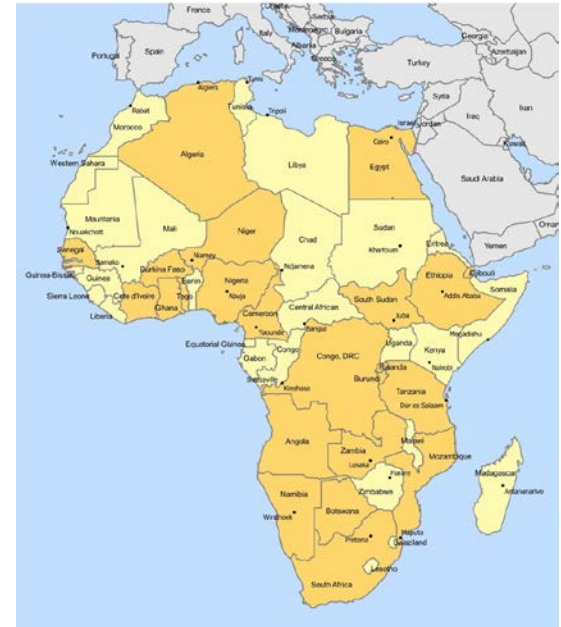 France
Croatia
Serbia
Italy
Montenegro
Bulgaria
Georgia
Portugal
Spain
Albania
Greece
Turkey
Azerbaijan
Algiers
Tunis
Syria
Iran
Rabat
Tunisia
Tripoli
Israel
Jordan
Iraq
Morocco
Cairo
Kuwait
Western Sahara
Algeria
Libya
Egypt
Saudi Arabia
Mauritania
Nouakchott
Mali
Niger
Chad
Sudan
Khartoum
Eritrea
Yemen
Oman
Senegal
Bamako
Niamey
Ndjamena
Guinea-Bissau
Guinea
Burkina Faso
Benin
Nigeria
Abuja
Ethiopia
Djibouti
Somalia
Sierra Leone
Cote d'Ivoire
Ghana
Togo
Cameroon
Central African
South Sudan
Addis Ababa
Liberia
Yaounde
Bangui
Juba
Equatorial Guinea
Congo
Uganda
Kenya
Mogadishu
Gabon
Congo, DRC
Rwanda
Nairobi
Brazzaville
Kinshasa
Burundi
Tanzania
Dar es Salaam
Angola
Zambia
Lusaka
Malawi
Mozambique
Harare
Zimbabwe
Madagascar
Antananarivo
Namibia
Windhoek
Botswana
Pretoria
Maputo
Swaziland
South Africa
Lesotho